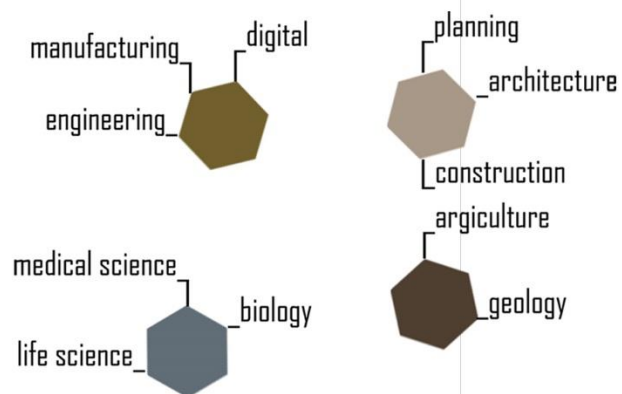 manufacturing
digital
engineering
planning
architecture
construction
argiculture
geology
medical science
biology
life science